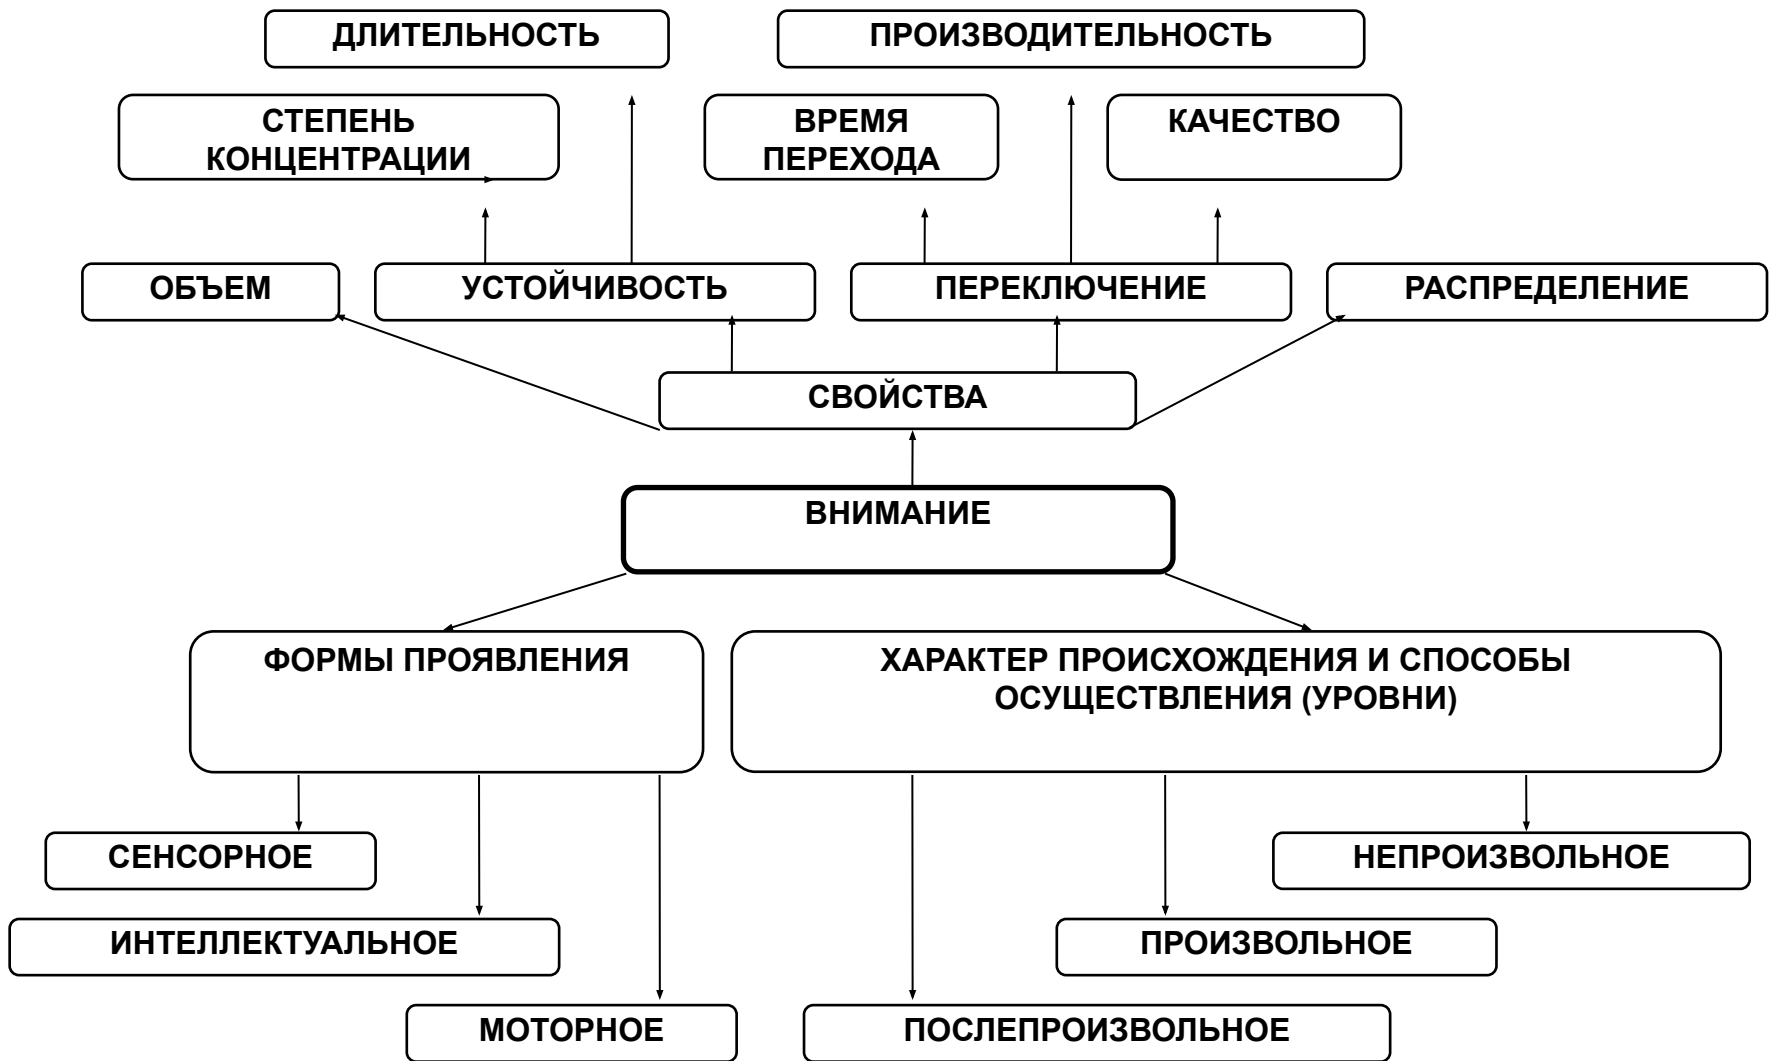 ДЛИТЕЛЬНОСТЬ
ПРОИЗВОДИТЕЛЬНОСТЬ
СТЕПЕНЬ
КОНЦЕНТРАЦИИ
ВРЕМЯ
ПЕРЕХОДА
КАЧЕСТВО
ОБЪЕМ
УСТОЙЧИВОСТЬ
ПЕРЕКЛЮЧЕНИЕ
РАСПРЕДЕЛЕНИЕ
СВОЙСТВА
ВНИМАНИЕ
ФОРМЫ ПРОЯВЛЕНИЯ
ХАРАКТЕР ПРОИСХОЖДЕНИЯ И СПОСОБЫ
ОСУЩЕСТВЛЕНИЯ (УРОВНИ)
СЕНСОРНОЕ
НЕПРОИЗВОЛЬНОЕ
ИНТЕЛЛЕКТУАЛЬНОЕ
ПРОИЗВОЛЬНОЕ
МОТОРНОЕ
ПОСЛЕПРОИЗВОЛЬНОЕ